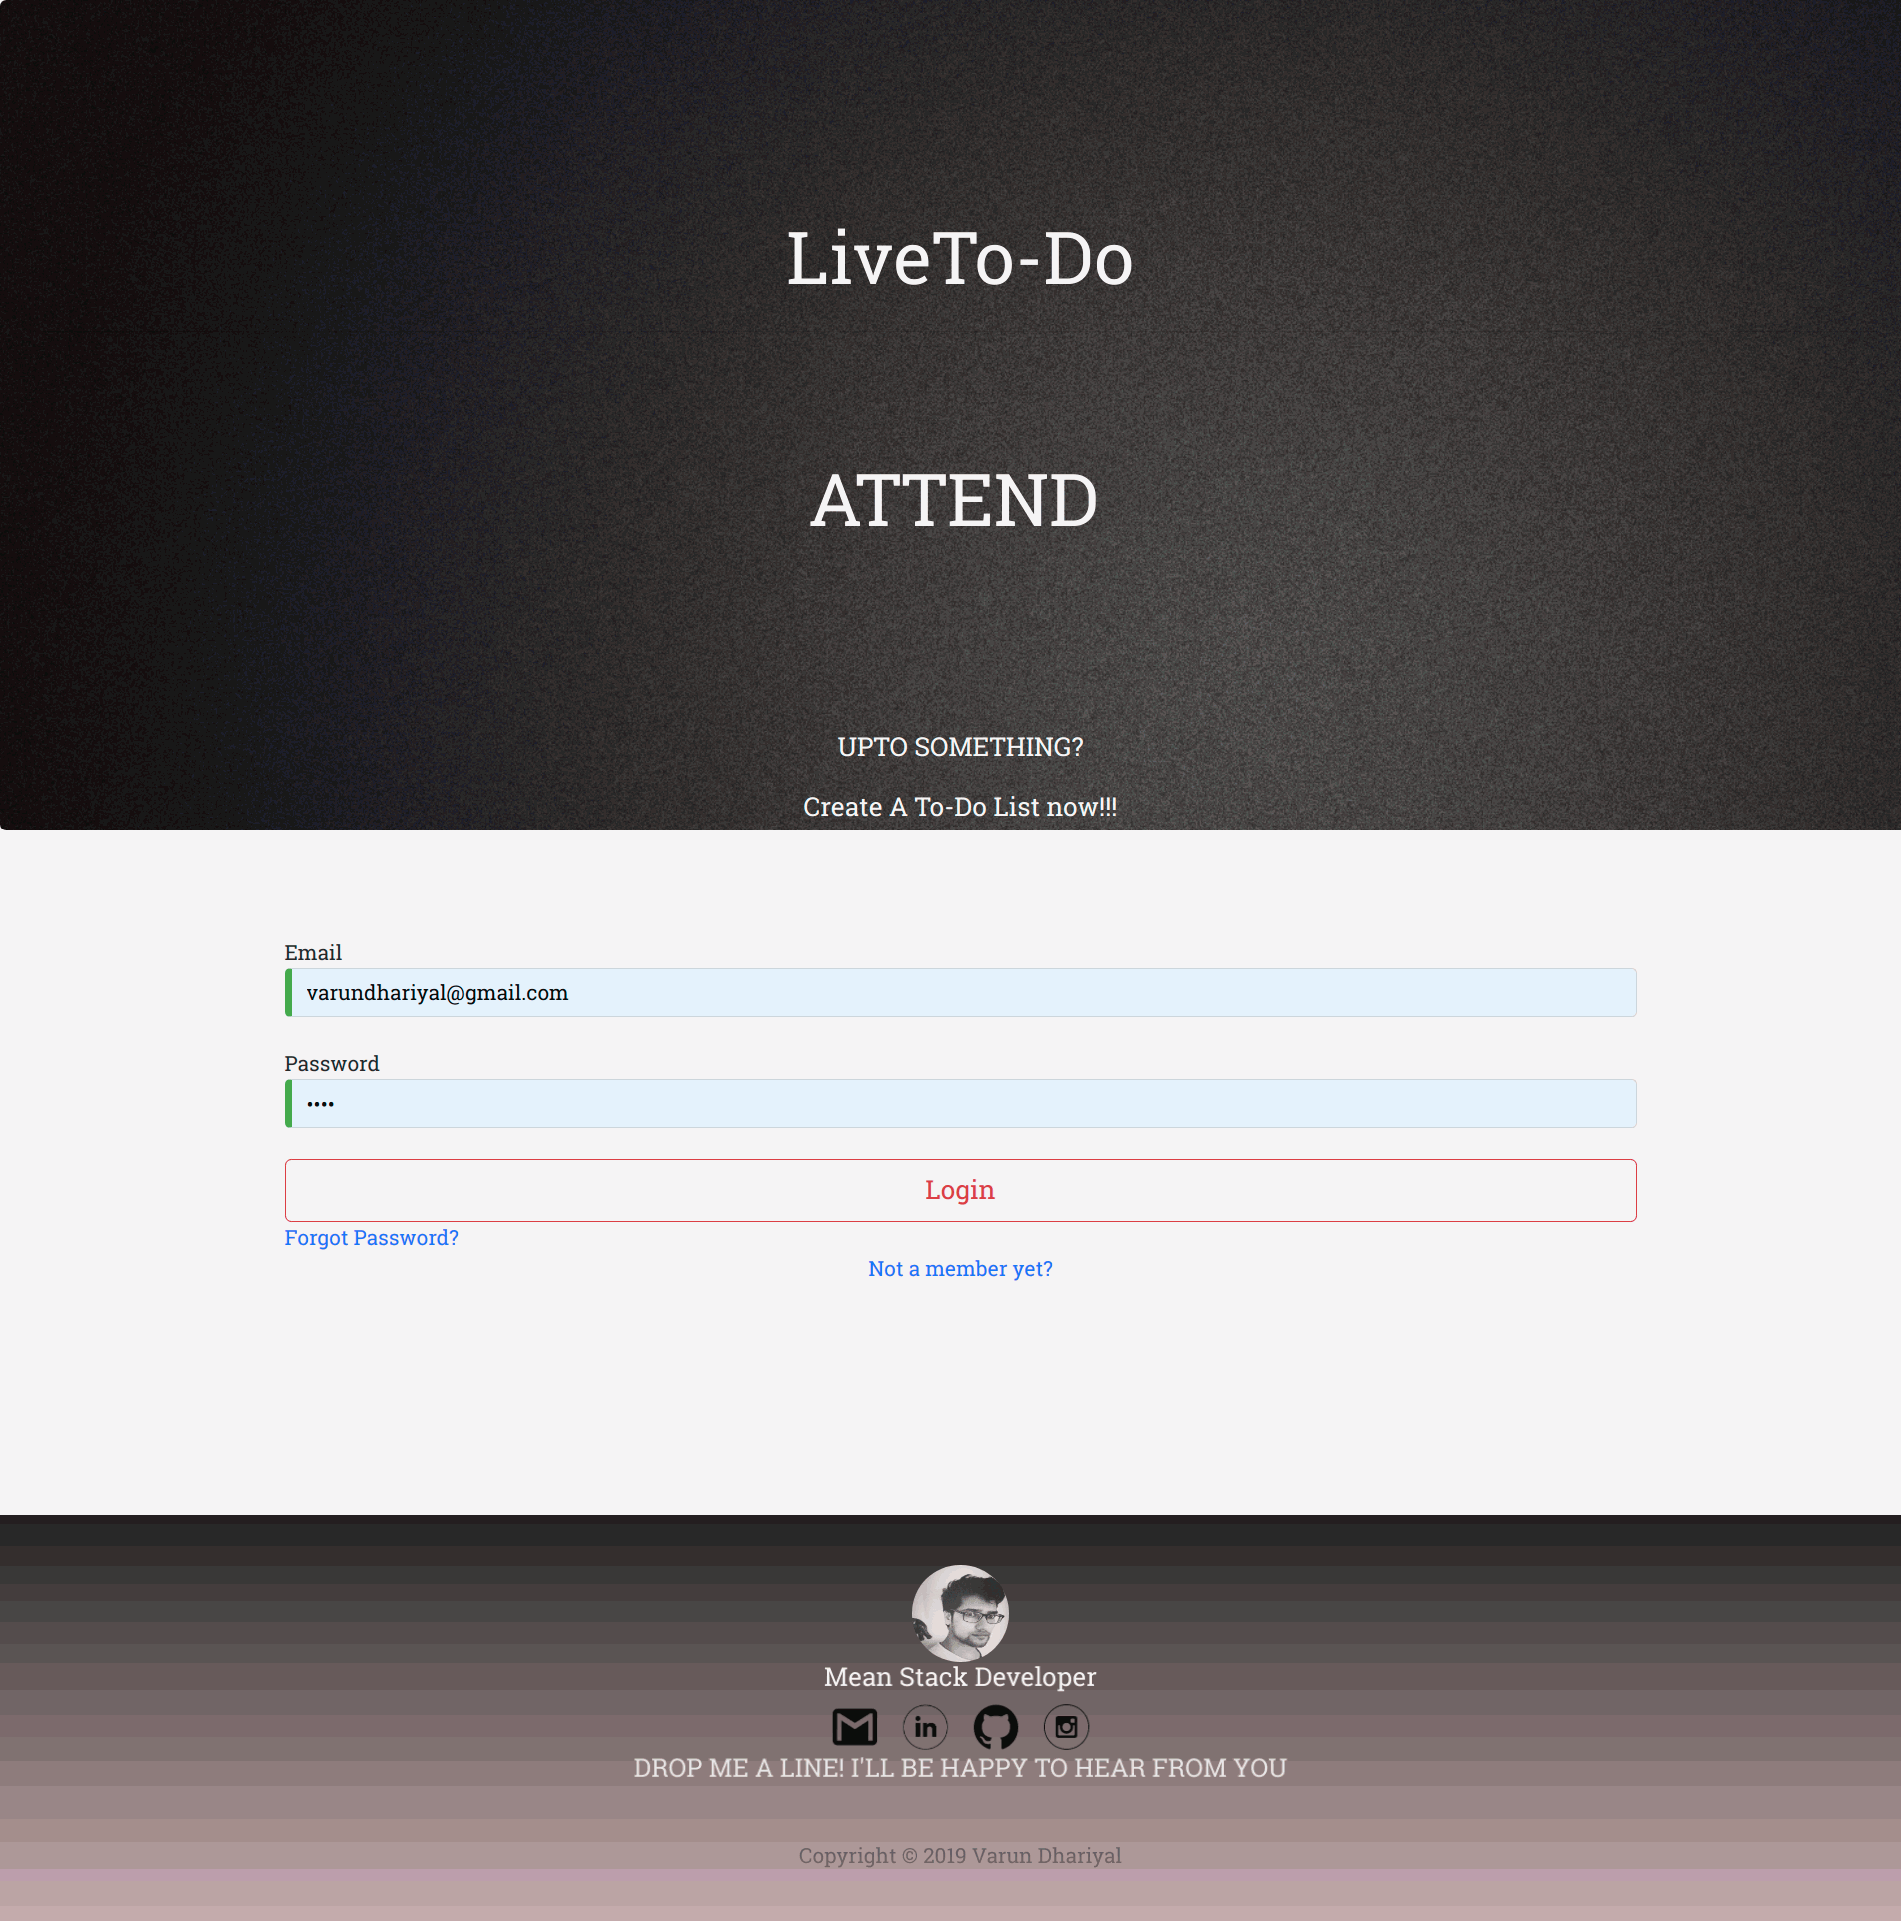 LiveTo-Do
ATTEND
UPTO SOMETHING?
Create A To-Do List now!!!
Email
varundhariyal@gmail.com
Password
••••
Login
Forgot Password?
Not a member yet?
Mean Stack Developer
in
DROP ME A LINE! I'LL BE HAPPY TO HEAR FROM YOU
Copyright © 2019 Varun Dhariyal